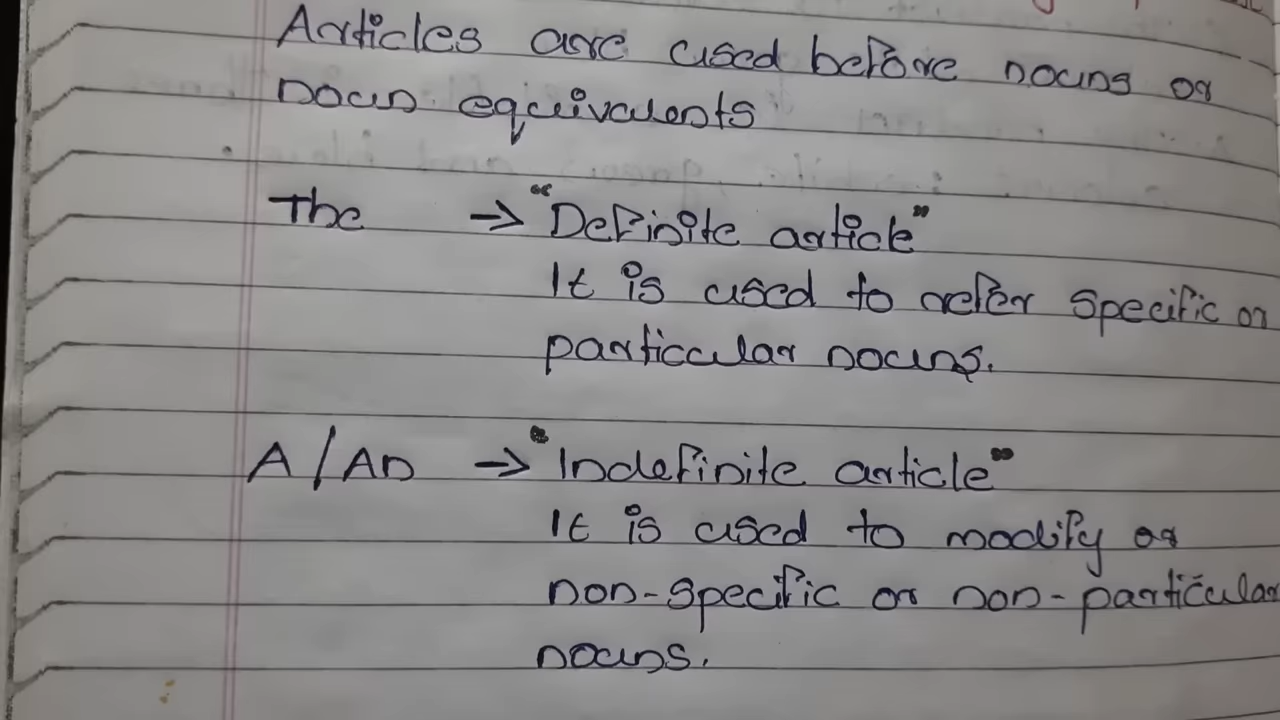 Articles are used before nouns or
noun equivalents
The → "Definite article"
It is used to refer specific or
particular nouns.
A/An → "Indefinite article"
It is used to modify or
non-specific or non-particular
nouns.